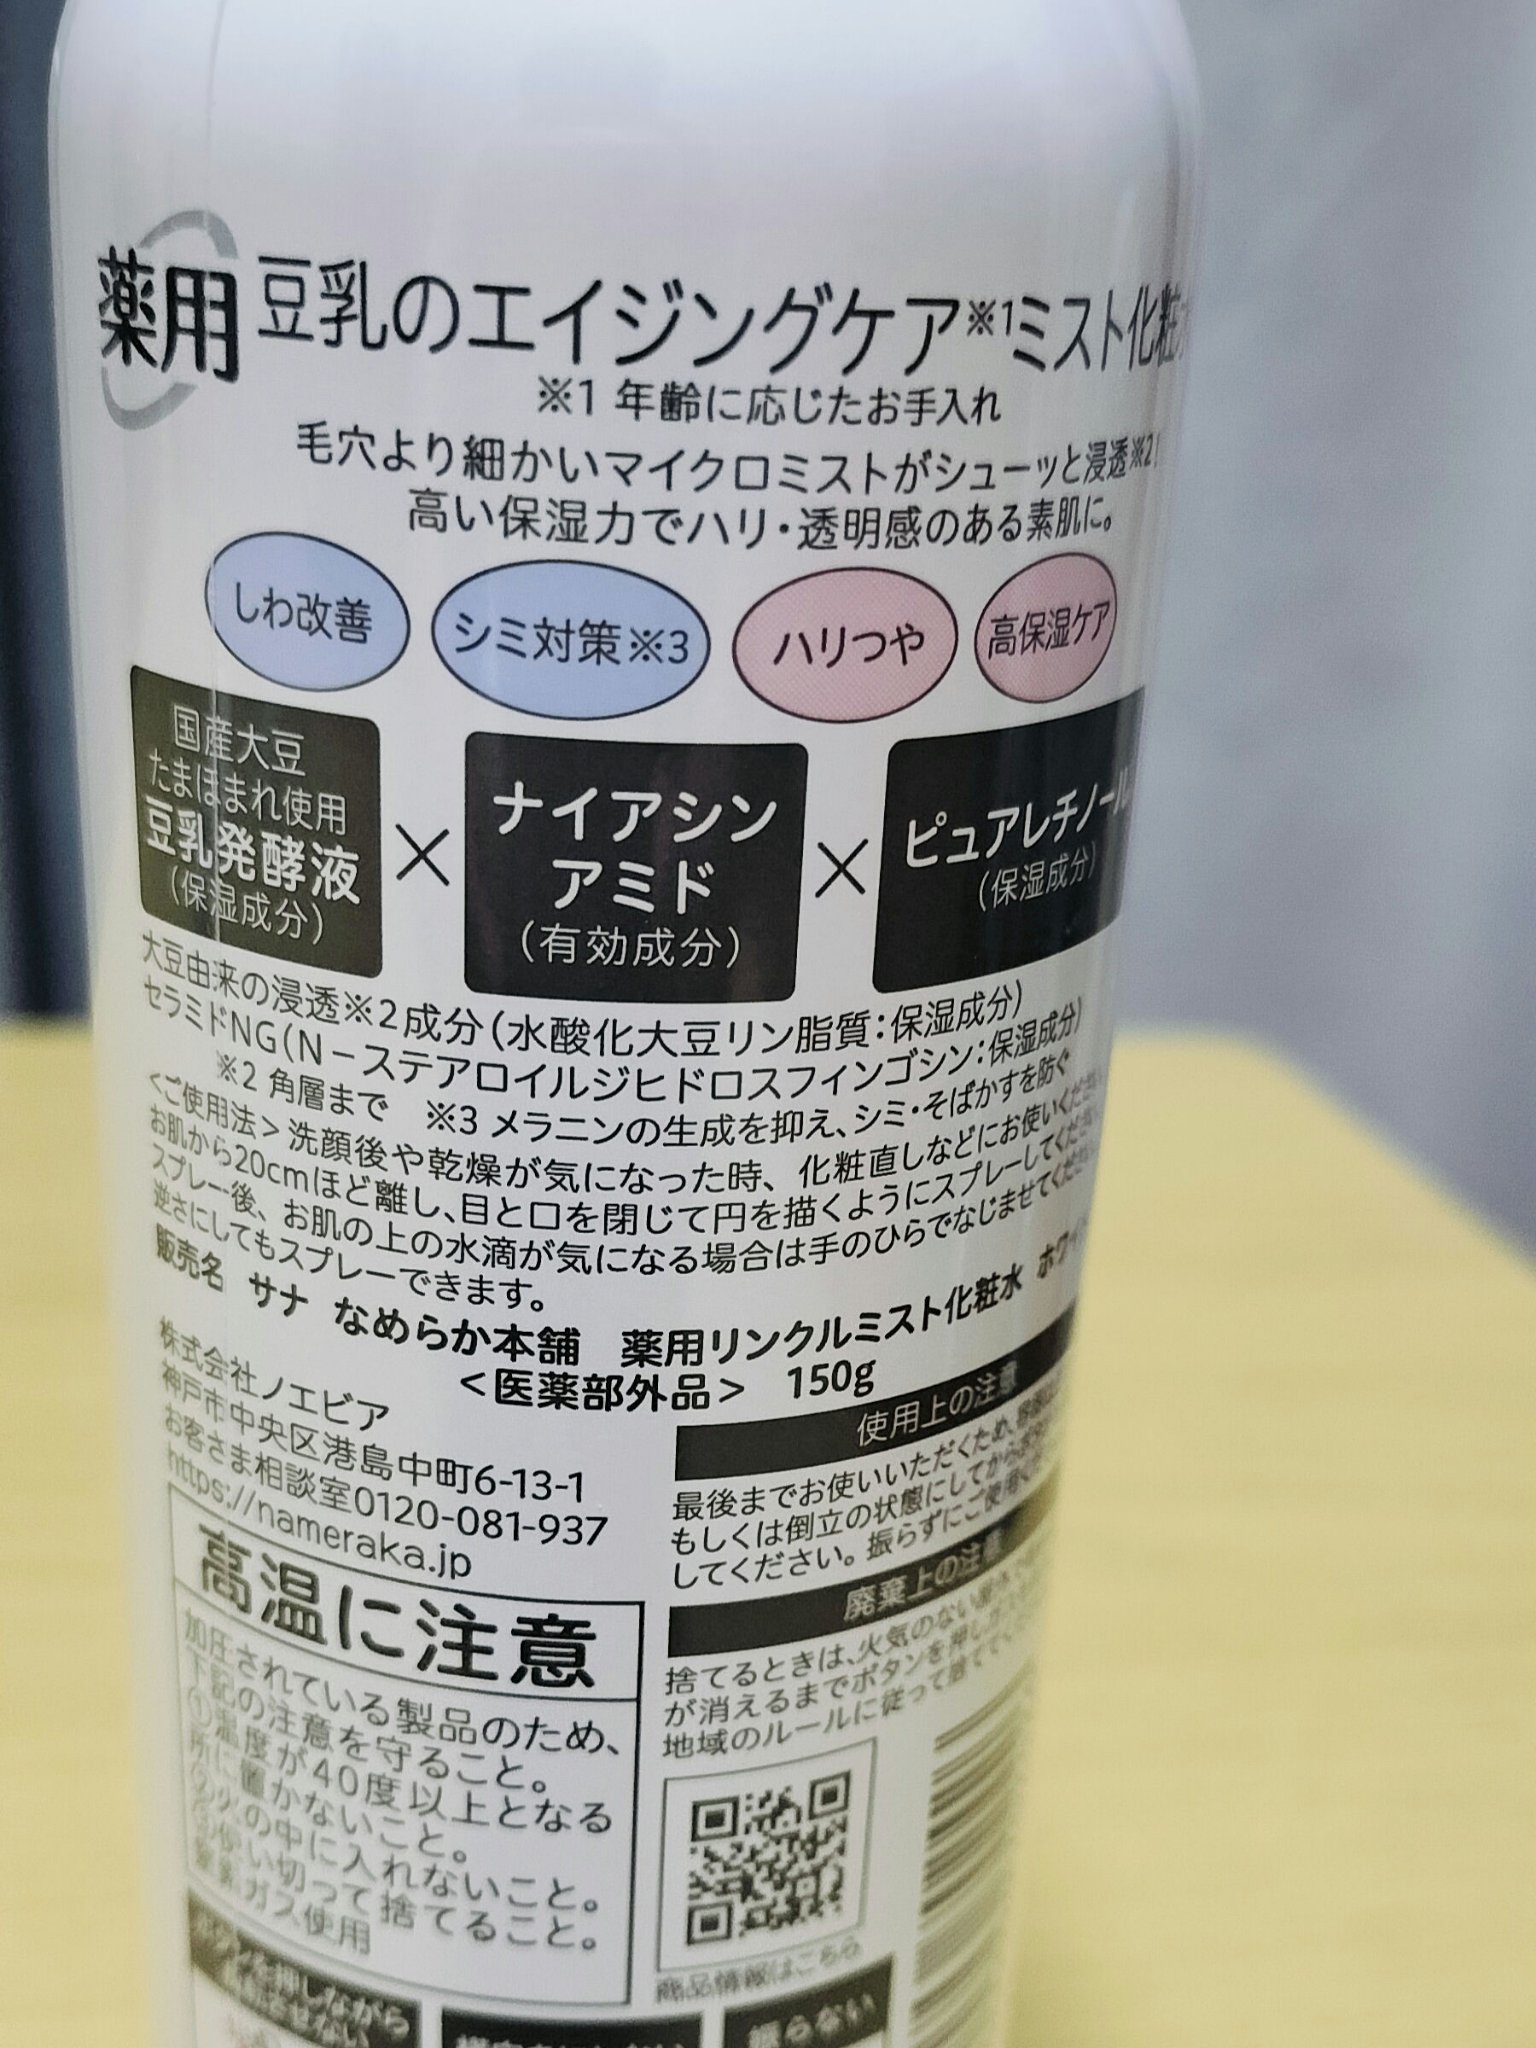 薬用 豆乳のエイジングケア※1ミスト化粧
※1 年齢に応じたお手入れ
毛穴より細かいマイクロミストがシューッと浸透※2
高い保湿力でハリ・透明感のある素肌に。
しわ改善 シミ対策※3 ハリつや 高保湿ケア
国産大豆
たまほまれ使用
豆乳発酵液
(保湿成分)
×
ナイアシン
アミド
(有効成分)
×
ピュアレチノール
(保湿成分)
大豆由来の浸透※2成分(水酸化大豆リン脂質:保湿成分)
セラミドNG(N-ステアロイルジヒドロスフィンゴシン:保湿成分)
※2 角層まで ※3 メラニンの生成を抑え、シミ・そばかすを防ぐ
<ご使用法>洗顔後や乾燥が気になった時、化粧直しなどにお使いくださ
お肌から20cmほど離し、目と口を閉じて円を描くようにスプレーしてくださ
スプレー後、お肌の上の水滴が気になる場合は手のひらでなじませてくださ
逆さにしてもスプレーできます。
販売名 サナ なめらか本舗 薬用リンクルミスト化粧水 ホワイ
<医薬部外品> 150g
株式会社ノエビア
神戸市中央区港島中町6-13-1
お客さま相談室0120-081-937
https://nameraka.jp
高温に注意
加圧されている製品のため、
下記の注意を守ること。
①温度が40度以上となる
所に置かないこと。
②火の中に入れないこと。
③使い切って捨てること。
ガス使用
使用上の注意
最後までお使いいただくため、
もしくは倒立の状態にしてから
してください。振らずにご使用く
廃棄上の注意
捨てるときは、火気のない
が消えるまでボタンを押し
地域のルールに従って捨てて
商品情報はこちら
ボタンを押しながら
振らない